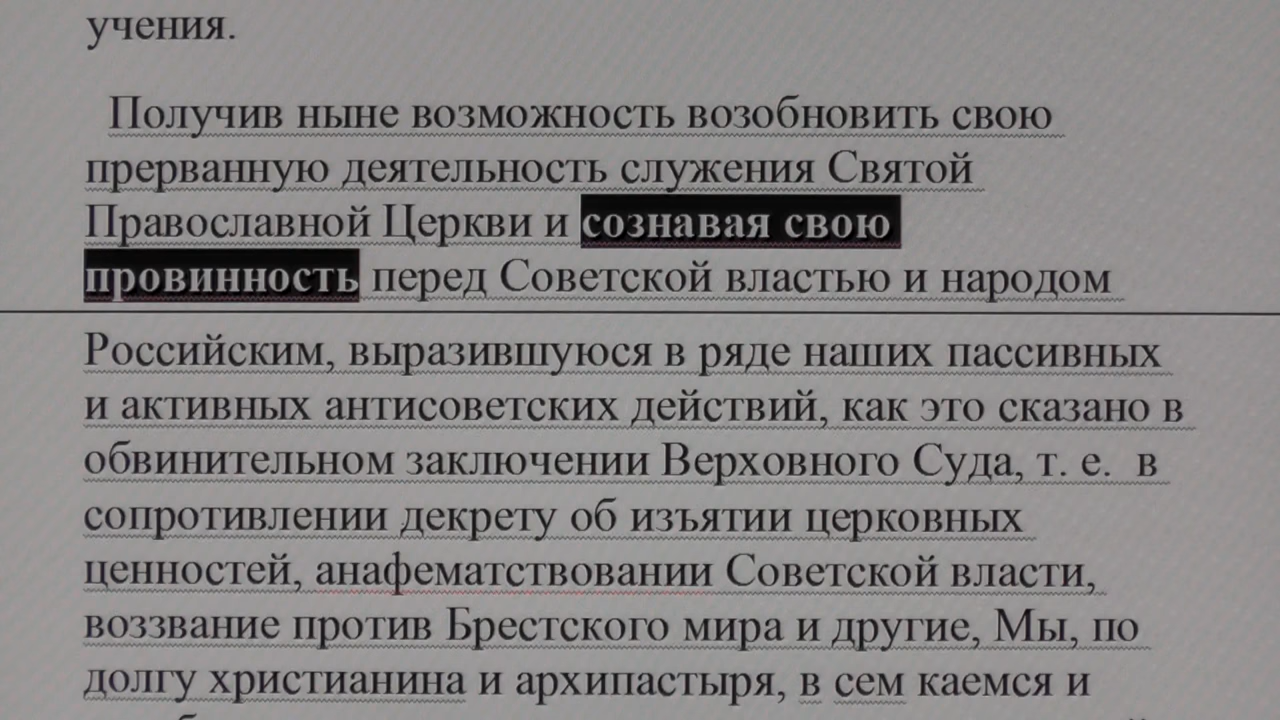 учения.
Получив ныне возможность возобновить свою
прерванную деятельность служения Святой
Православной Церкви и сознавая свою
провинность перед Советской властью и народом
Российским, выразившуюся в ряде наших пассивных
и активных антисоветских действий, как это сказано в
обвинительном заключении Верховного Суда, т. е. в
сопротивлении декрету об изъятии церковных
ценностей, анафематствовании Советской власти,
воззвание против Брестского мира и другие, Мы, по
долгу христианина и архипастыря, в сем каемся и